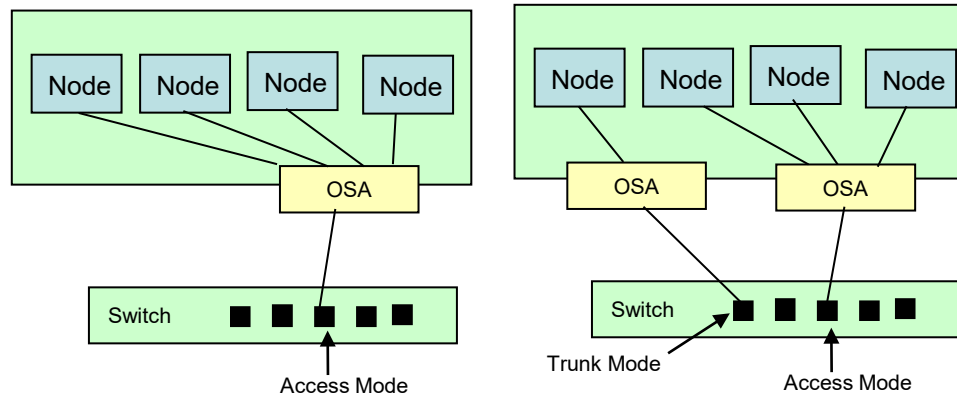 Node
Node
Node
Node
OSA
Switch
Access Mode
Node
Node
Node
Node
OSA
OSA
Switch
Trunk Mode
Access Mode